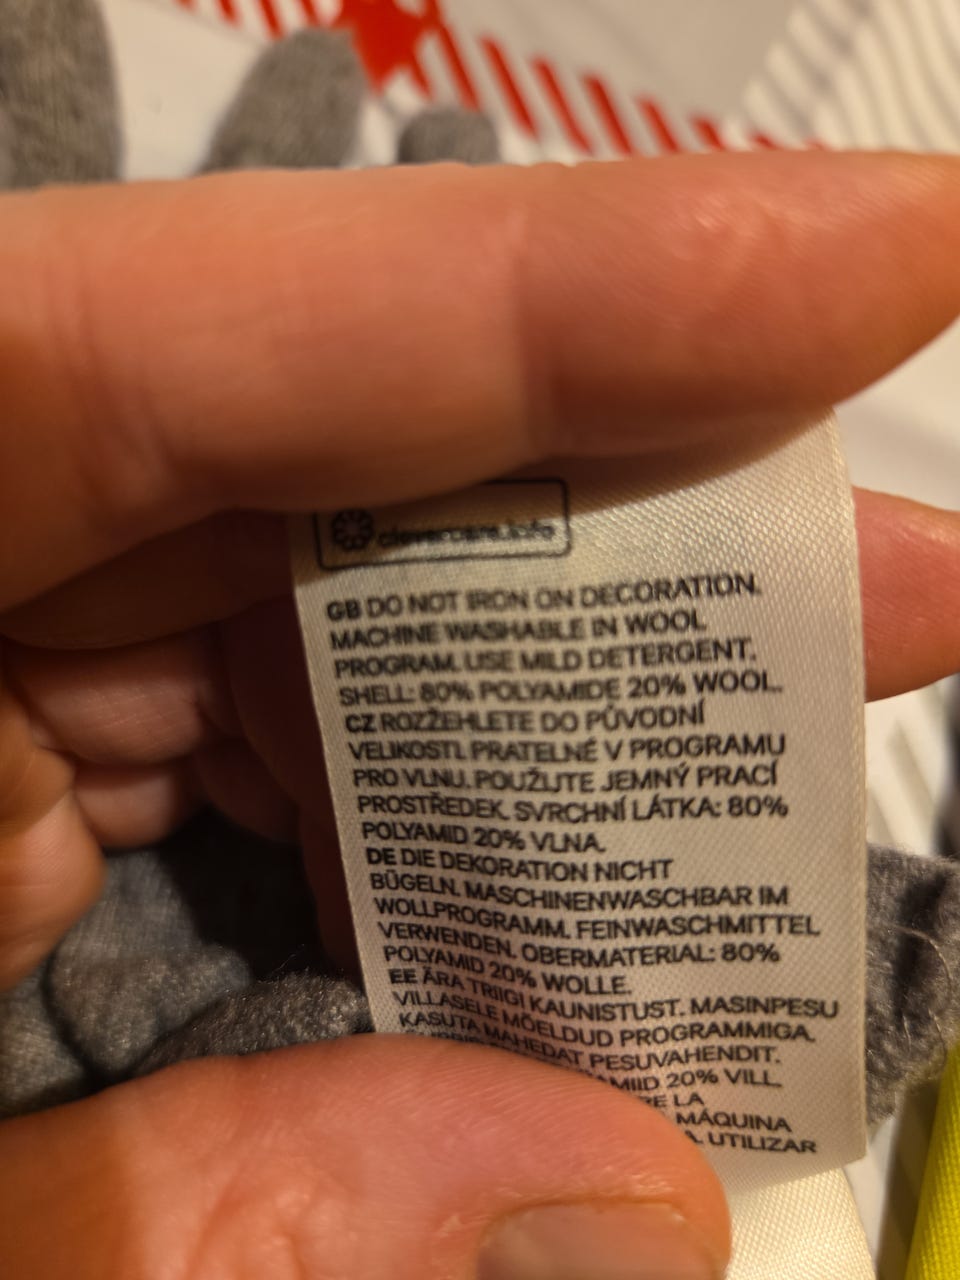 clevercare.info
GB DO NOT IRON ON DECORATION.
MACHINE WASHABLE IN WOOL
PROGRAM. USE MILD DETERGENT.
SHELL: 80% POLYAMIDE 20% WOOL.
CZ ROZŽEHLETE DO PŮVODNÍ
VELIKOSTI. PRATELNÉ V PROGRAMU
PRO VLNU. POUŽIJTE JEMNÝ PRACÍ
PROSTŘEDEK. SVRCHNÍ LÁTKA: 80%
POLYAMID 20% VLNA.
DE DIE DEKORATION NICHT
BÜGELN. MASCHINENWASCHBAR IM
WOLLPROGRAMM. FEINWASCHMITTEL
VERWENDEN. OBERMATERIAL: 80%
POLYAMID 20% WOLLE.
EE ÄRA TRIIGI KAUNISTUST. MASINPESU
VILLASELE MÕELDUD PROGRAMMIGA.
KASUTA MAHEDAT PESUVAHENDIT.
20% VILL.
LA
MÁQUINA
UTILIZAR